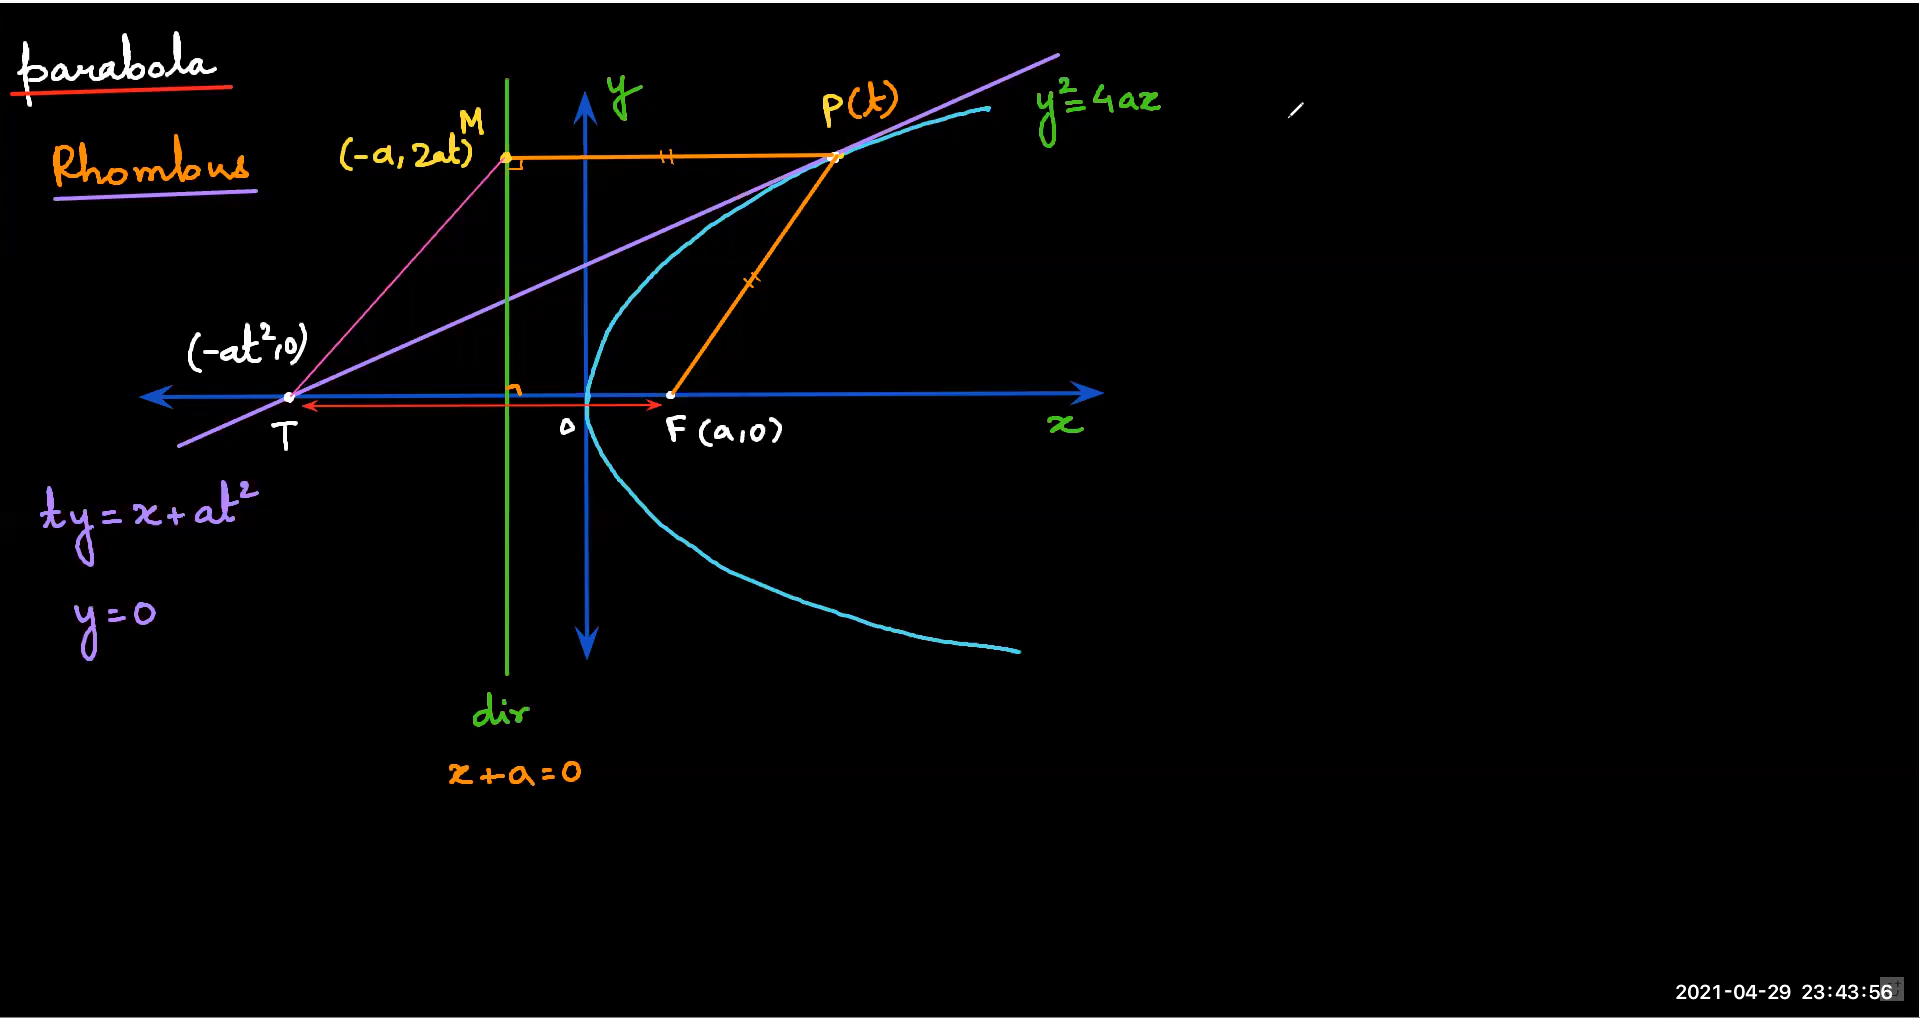 parabola
Rhombus
y
P(t)
y²=4ax
M
(-a, 2at)
(-at²,0)
T
O
F (a,0)
x
ty = x + at²
y = 0
dir
x + a = 0
2021-04-29 23:43:56